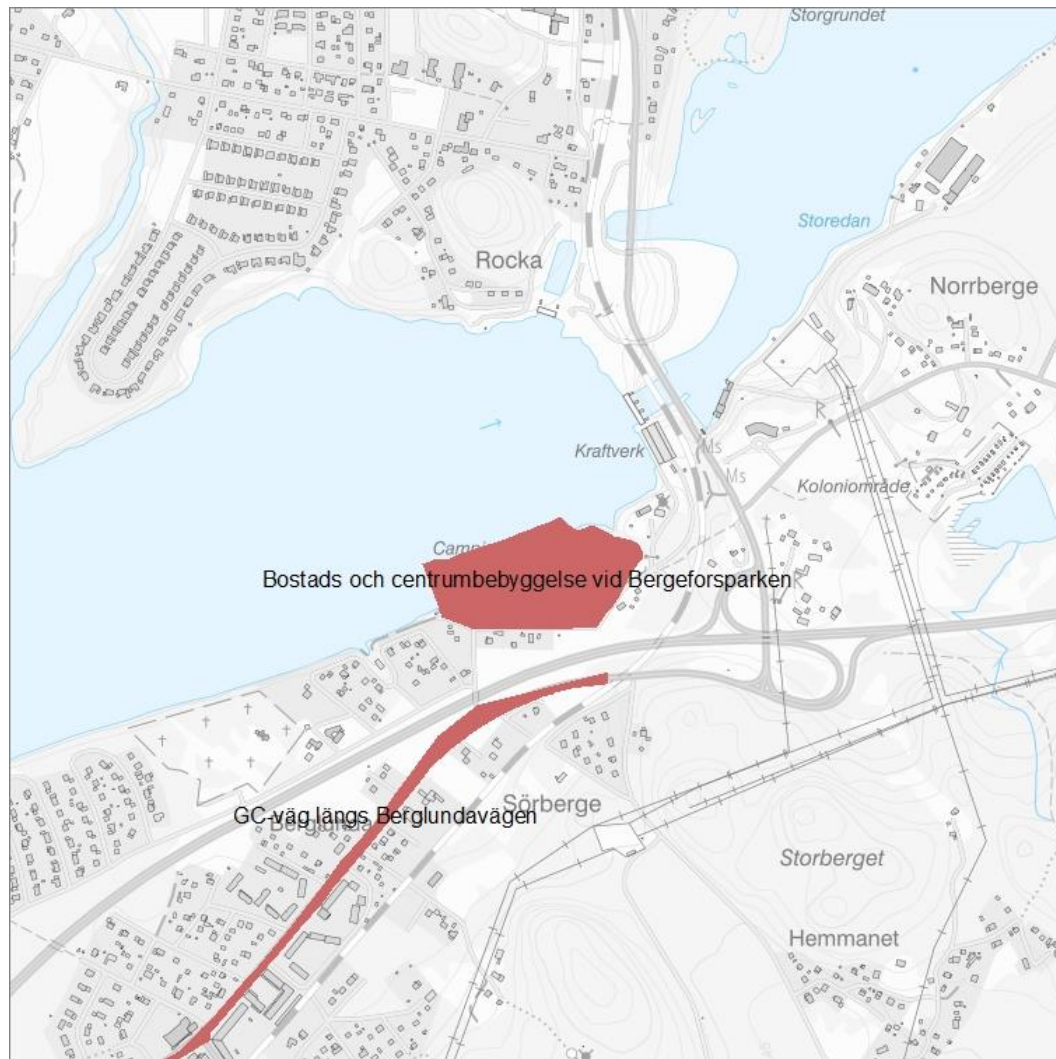 Storgrundet
Storedan
Rocka
Norrberge
Kraftverk
Ms
Ms
Koloniområde
Bostads och centrumbebyggelse vid Bergeforsparken
GC-väg längs Berglundavägen
Sörberge
Storberget
Hemmanet